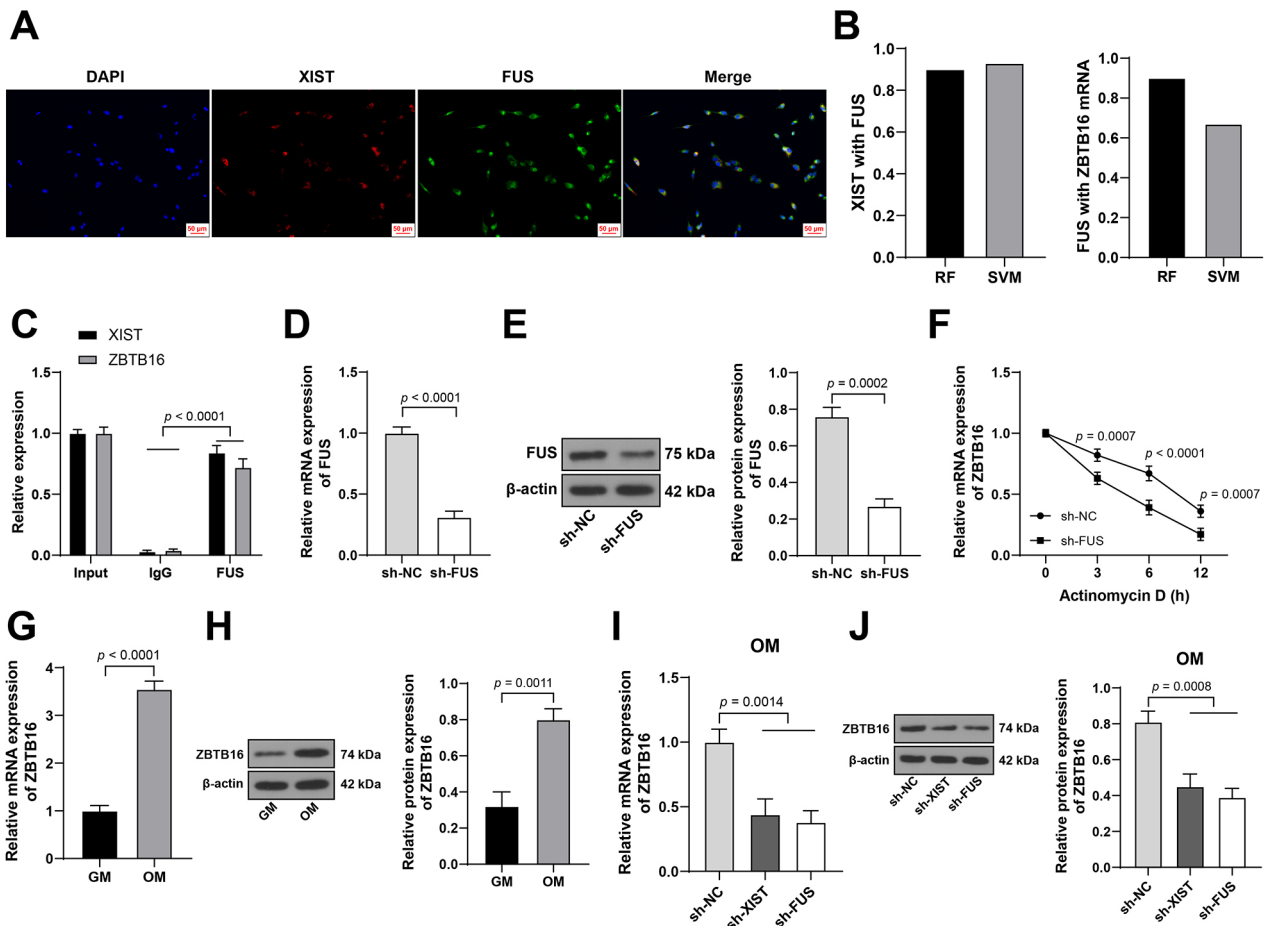 A
DAPI
XIST
FUS
Merge
50 μm
50 μm
50 μm
50 μm
B
XIST with FUS
1.0
0.8
0.6
0.4
0.2
0.0
RF
SVM
FUS with ZBTB16 mRNA
1.0
0.8
0.6
0.4
0.2
0.0
RF
SVM
C
XIST
ZBTB16
Relative expression
1.5
1.0
0.5
0.0
p < 0.0001
Input
IgG
FUS
D
Relative mRNA expression
of FUS
1.5
1.0
0.5
0.0
p < 0.0001
sh-NC
sh-FUS
E
FUS
75 kDa
β-actin
42 kDa
sh-NC
sh-FUS
Relative protein expression
of FUS
1.0
0.8
0.6
0.4
0.2
0.0
p = 0.0002
sh-NC
sh-FUS
F
Relative mRNA expression
of ZBTB16
1.5
1.0
0.5
0.0
p = 0.0007
p < 0.0001
p = 0.0007
sh-NC
sh-FUS
0
3
6
12
Actinomycin D (h)
G
Relative mRNA expression
of ZBTB16
4
3
2
1
0
p < 0.0001
GM
OM
H
ZBTB16
74 kDa
β-actin
42 kDa
GM
OM
Relative protein expression
of ZBTB16
1.0
0.8
0.6
0.4
0.2
0.0
p = 0.0011
GM
OM
I
OM
Relative mRNA expression
of ZBTB16
1.5
1.0
0.5
0.0
p = 0.0014
sh-NC
sh-XIST
sh-FUS
J
ZBTB16
74 kDa
β-actin
42 kDa
sh-NC
sh-XIST
sh-FUS
OM
Relative protein expression
of ZBTB16
1.0
0.8
0.6
0.4
0.2
0.0
p = 0.0008
sh-NC
sh-XIST
sh-FUS